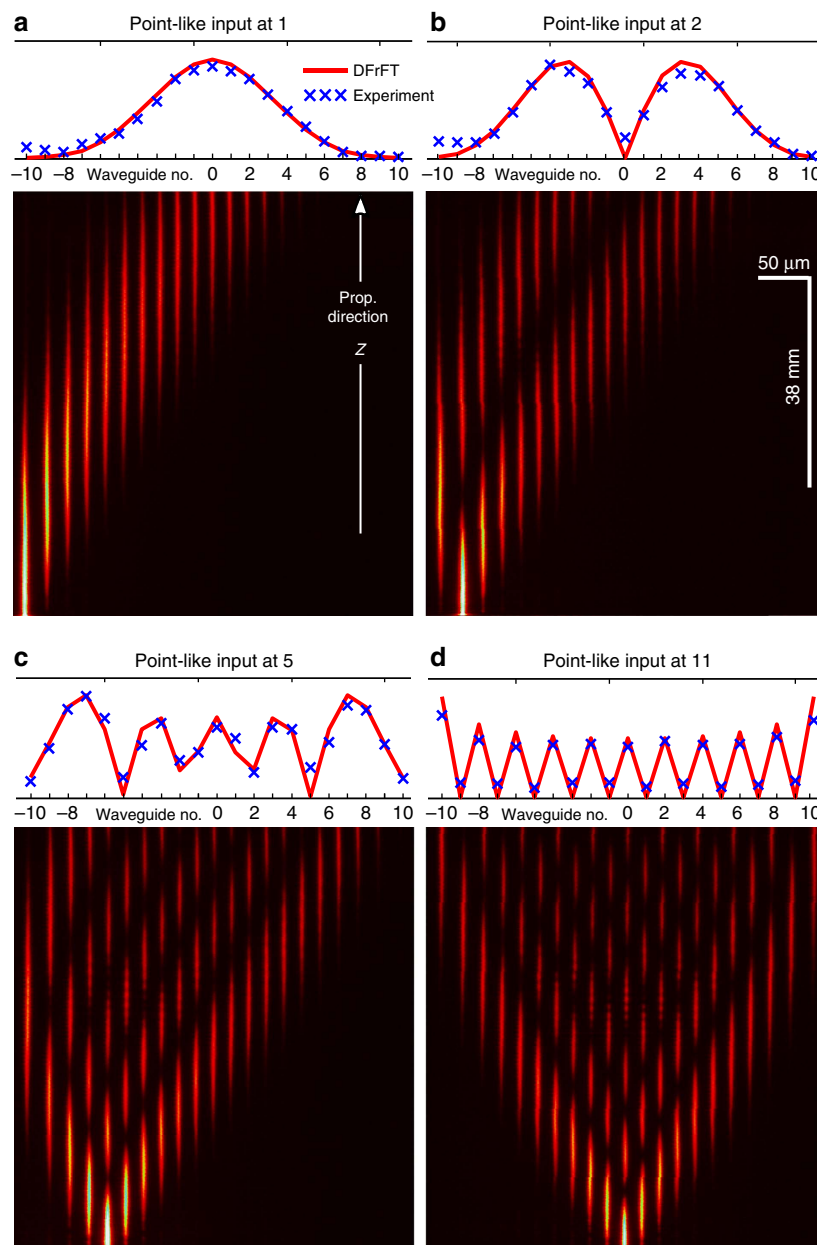 a
Point-like input at 1
DFrFT
××× Experiment
–10 –8 Waveguide no. 0 2 4 6 8 10
Prop.
direction
Z
b
Point-like input at 2
–10 –8 Waveguide no. 0 2 4 6 8 10
50 μm
38 mm
c
Point-like input at 5
–10 –8 Waveguide no. 0 2 4 6 8 10
d
Point-like input at 11
–10 –8 Waveguide no. 0 2 4 6 8 10